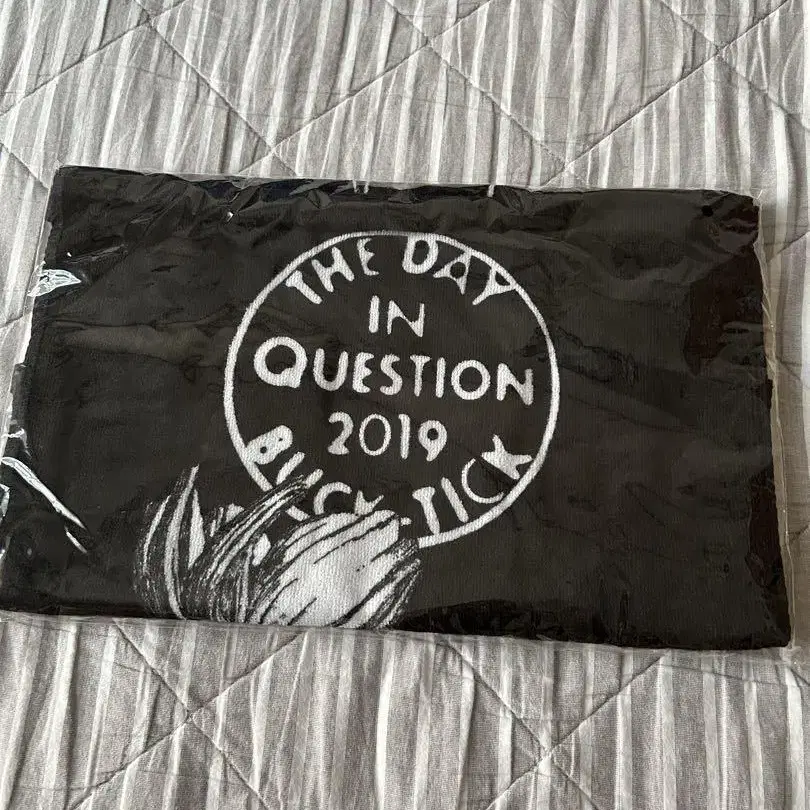 THE DAY
IN
QUESTION
2019
BUCK-TICK